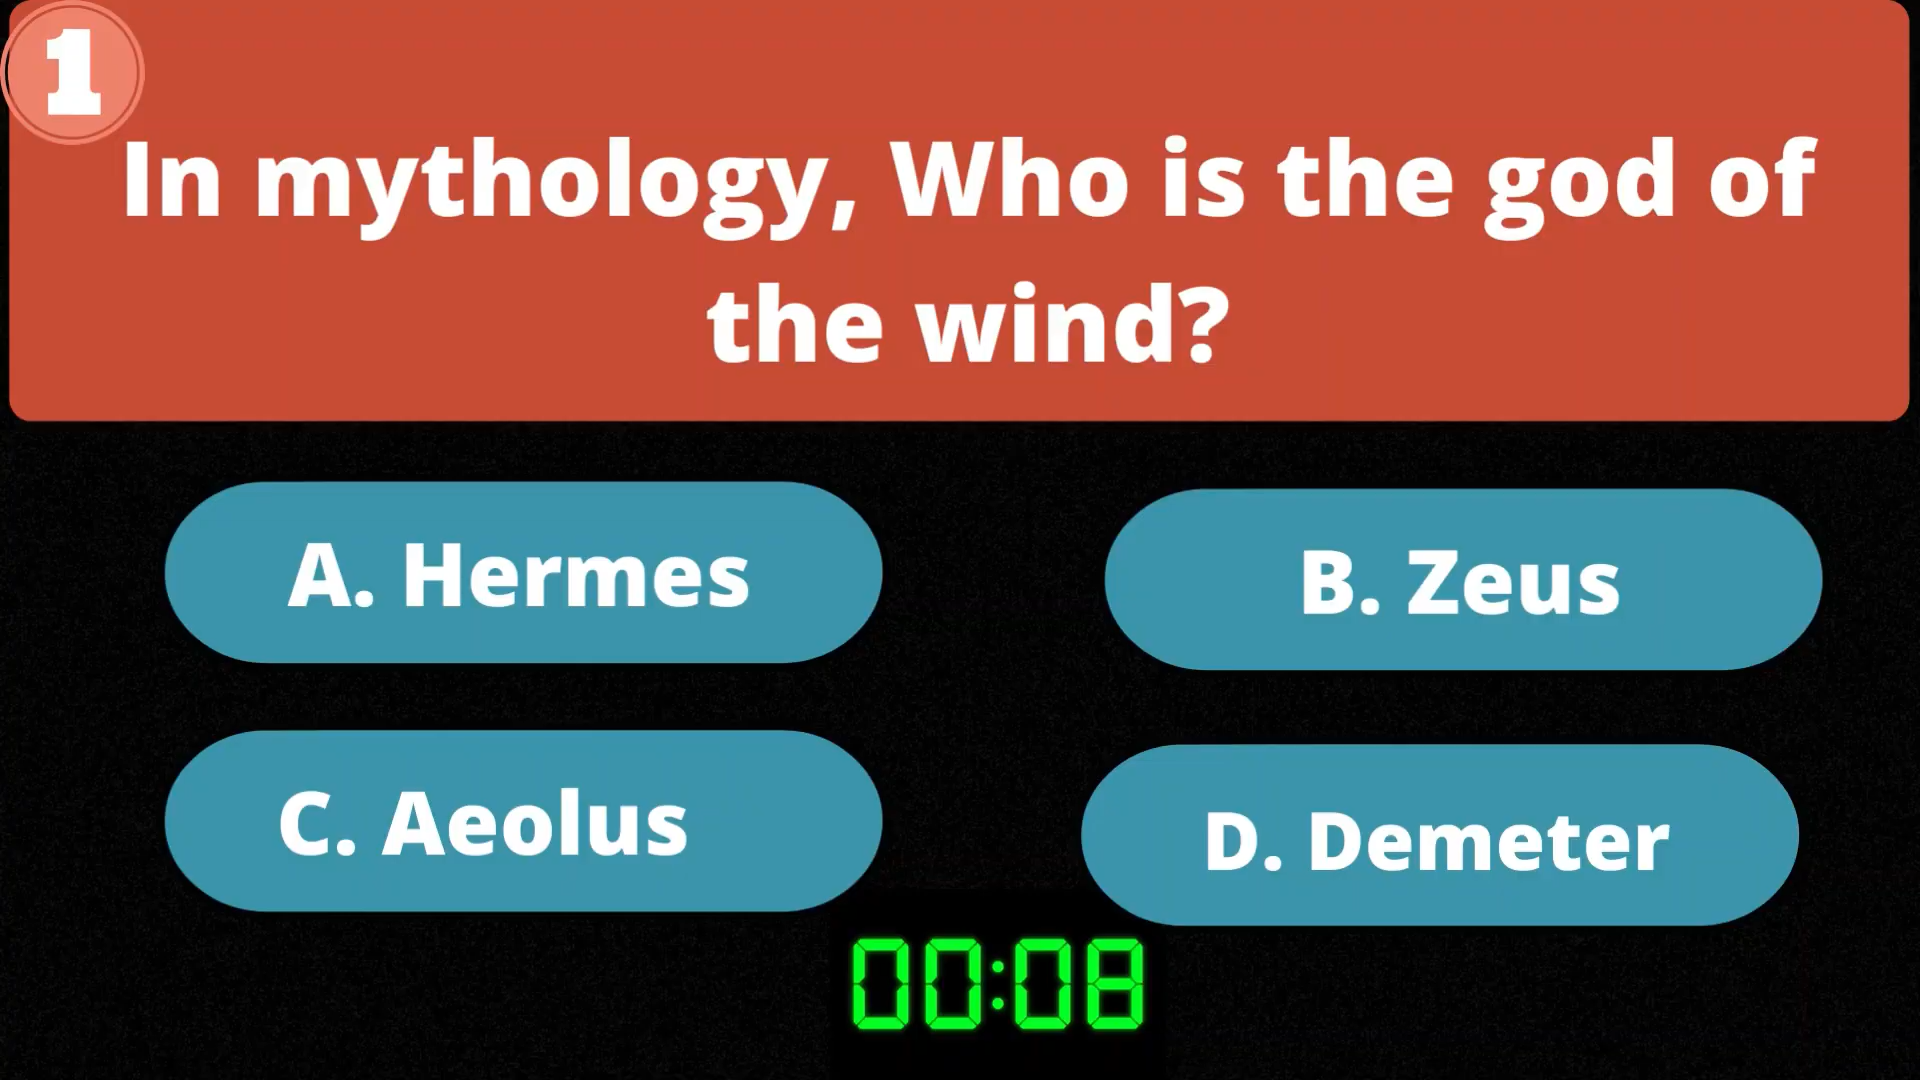 1
In mythology, Who is the god of
the wind?
A. Hermes
B. Zeus
C. Aeolus
D. Demeter
00:08